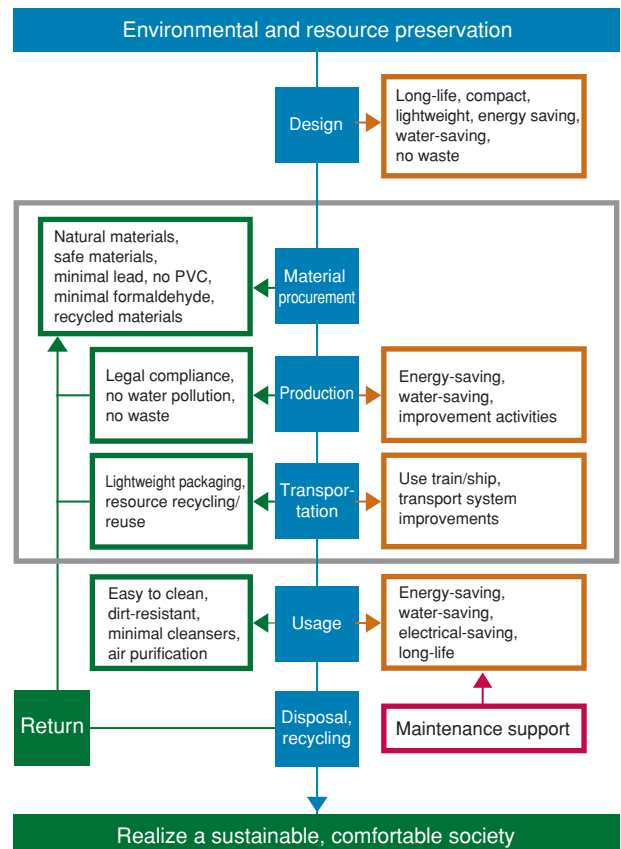 Environmental and resource preservation
Design
Long-life, compact,
lightweight, energy saving,
water-saving,
no waste
Natural materials,
safe materials,
minimal lead, no PVC,
minimal formaldehyde,
recycled materials
Material
procurement
Legal compliance,
no water pollution,
no waste
Production
Energy-saving,
water-saving,
improvement activities
Lightweight packaging,
resource recycling/
reuse
Transpor-
tation
Use train/ship,
transport system
improvements
Easy to clean,
dirt-resistant,
minimal cleansers,
air purification
Usage
Energy-saving,
water-saving,
electrical-saving,
long-life
Return
Disposal,
recycling
Maintenance support
Realize a sustainable, comfortable society